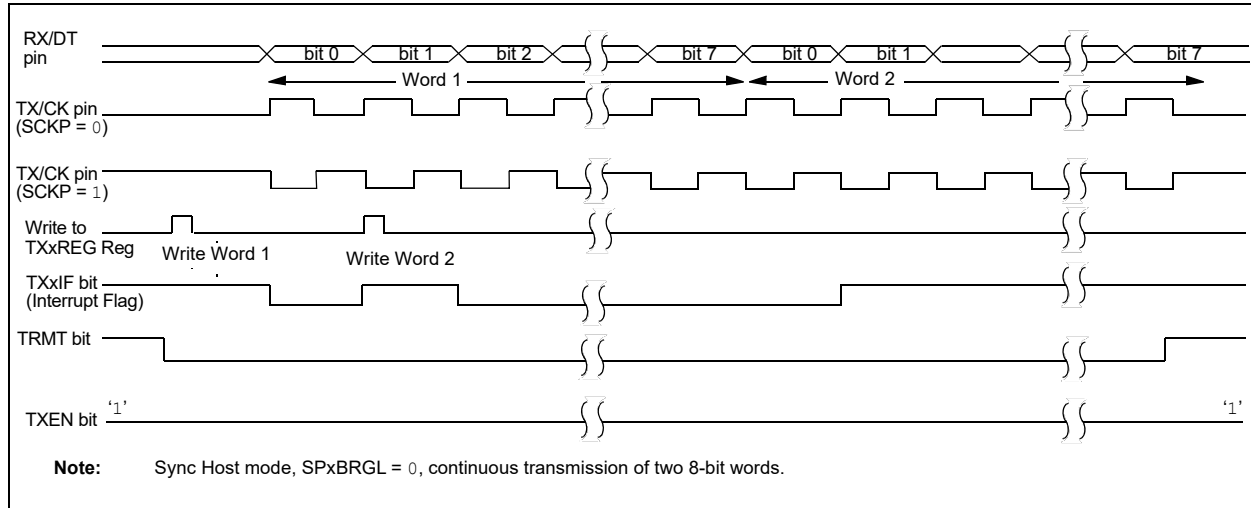 RX/DT
pin
bit 0 bit 1 bit 2 bit 7 bit 0 bit 1 bit 7
Word 1 Word 2
TX/CK pin
(SCKP = 0)
TX/CK pin
(SCKP = 1)
Write to
TXxREG Reg
Write Word 1 Write Word 2
TXxIF bit
(Interrupt Flag)
TRMT bit
TXEN bit ‘1’ ‘1’
Note: Sync Host mode, SPxBRGL = 0, continuous transmission of two 8-bit words.